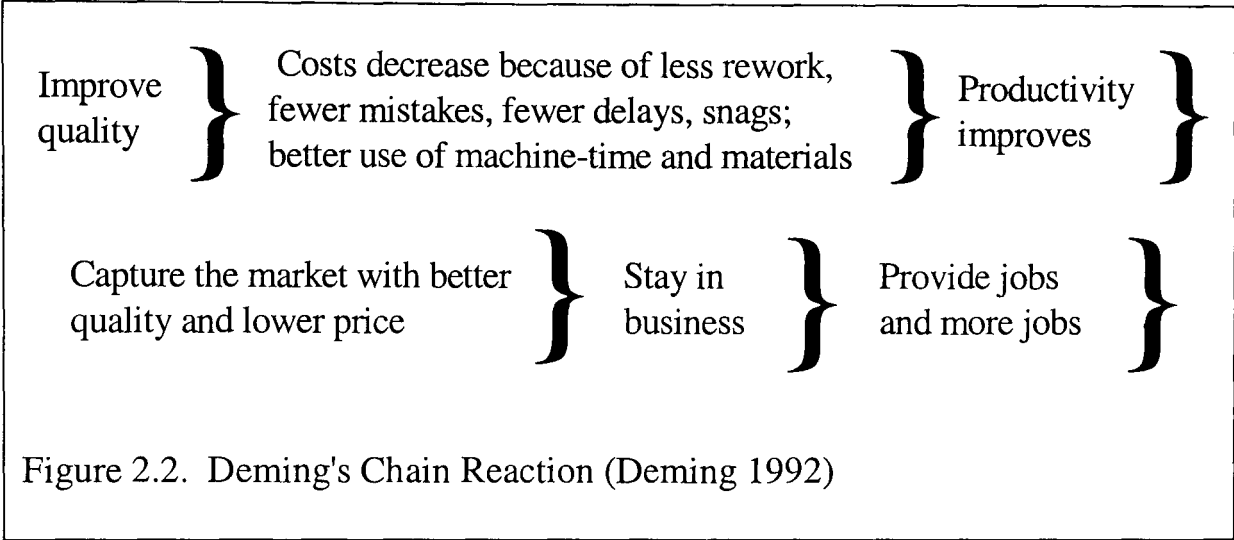 Improve
quality
Costs decrease because of less rework,
fewer mistakes, fewer delays, snags;
better use of machine-time and materials
Productivity
improves
Capture the market with better
quality and lower price
Stay in
business
Provide jobs
and more jobs
Figure 2.2. Deming's Chain Reaction (Deming 1992)